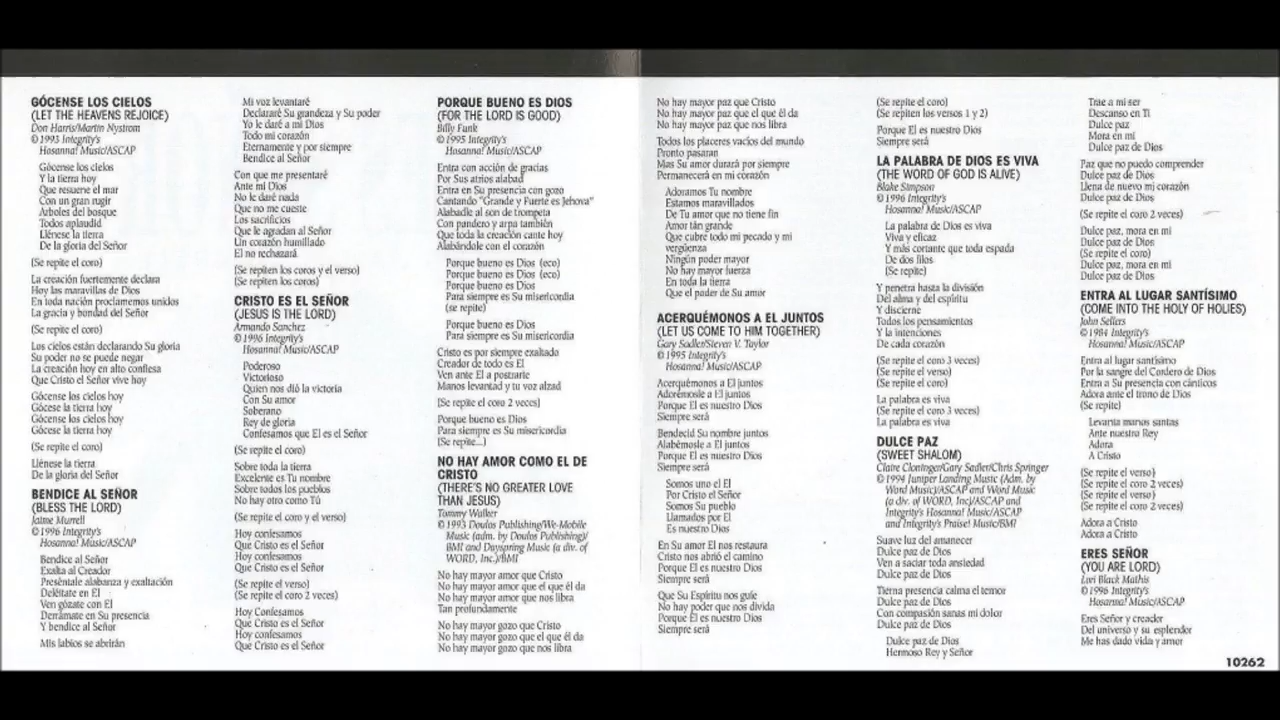 GÓCENSE LOS CIELOS
(LET THE HEAVENS REJOICE)
Don Harris/Martin Nystrom
© 1993 Integrity's
Hosanna! Music/ASCAP
Gócense los cielos
Y la tierra hoy
Que resuene el mar
Con un gran rugir
Arboles del bosque
Todos aplaudid
Llénese la tierra
De la gloria del Señor
(Se repite el coro)
La creación fuertemente declara
Hoy las maravillas de Dios
En toda nación proclamemos unidos
La gracia y bondad del Señor
(Se repite el coro)
Los cielos están declarando Su gloria
Su poder no se puede negar
La creación hoy en alto confiesa
Que Cristo el Señor vive hoy
Gócense los cielos hoy
Gócese la tierra hoy
Gócense los cielos hoy
Gócese la tierra hoy
(Se repite el coro)
Llénese la tierra
De la gloria del Señor
BENDICE AL SEÑOR
(BLESS THE LORD)
Jaime Murrell
© 1996 Integrity's
Hosanna! Music/ASCAP
Bendice al Señor
Exalta al Creador
Preséntale alabanza y exaltación
Deléitate en El
Ven gózate con El
Derrámate en Su presencia
Y bendice al Señor
Mis labios se abrirán
Mi voz levantaré
Declararé Su grandeza y Su poder
Yo le daré a mi Dios
Todo mi corazón
Eternamente y por siempre
Bendice al Señor
Con que me presentaré
Ante mi Dios
No le daré nada
Que no me cueste
Los sacrificios
Que le agradan al Señor
Un corazón humillado
El no rechazará
(Se repiten los coros y el verso)
(Se repiten los coros)
CRISTO ES EL SEÑOR
(JESUS IS THE LORD)
Armando Sanchez
© 1996 Integrity's
Hosanna! Music/ASCAP
Poderoso
Victorioso
Quien nos dió la victoria
Con Su amor
Soberano
Rey de gloria
Confesamos que El es el Señor
(Se repite el coro)
Sobre toda la tierra
Excelente es Tu nombre
Sobre todos los pueblos
No hay otro como Tú
(Se repite el coro y el verso)
Hoy confesamos
Que Cristo es el Señor
Hoy confesamos
Que Cristo es el Señor
(Se repite el verso)
(Se repite el coro 2 veces)
Hoy Confesamos
Que Cristo es el Señor
Hoy confesamos
Que Cristo es el Señor
PORQUE BUENO ES DIOS
(FOR THE LORD IS GOOD)
Billy Funk
© 1995 Integrity's
Hosanna! Music/ASCAP
Entra con acción de gracias
Por Sus atrios alabad
Entra en Su presencia con gozo
Cantando "Grande y Fuerte es Jehova"
Alabadle al son de trompeta
Con pandero y arpa también
Que toda la creación cante hoy
Alabándole con el corazón
Porque bueno es Dios (eco)
Porque bueno es Dios (eco)
Porque bueno es Dios
Para siempre es Su misericordia
(se repite)
Porque bueno es Dios
Para siempre es Su misericordia
Cristo es por siempre exaltado
Creador de todo es El
Ven ante El a postrarte
Manos levantad y tu voz alzad
(Se repite el coro 2 veces)
Porque bueno es Dios
Para siempre es Su misericordia
(Se repite...)
NO HAY AMOR COMO EL DE
CRISTO
(THERE'S NO GREATER LOVE
THAN JESUS)
Tommy Walker
© 1993 Doulos Publishing/We-Mobile
Music (adm. by Doulos Publishing)/
BMI and Dayspring Music (a div. of
WORD, Inc.)/BMI
No hay mayor amor que Cristo
No hay mayor amor que el que él da
No hay mayor amor que nos libra
Tan profundamente
No hay mayor gozo que Cristo
No hay mayor gozo que el que él da
No hay mayor gozo que nos libra
No hay mayor paz que Cristo
No hay mayor paz que el que él da
No hay mayor paz que nos libra
Todos los placeres vacíos del mundo
Pronto pasaran
Mas Su amor durará por siempre
Permanecerá en mi corazón
Adoramos Tu nombre
Estamos maravillados
De Tu amor que no tiene fin
Amor tán grande
Que cubre todo mi pecado y mi
vergüenza
Ningún poder mayor
No hay mayor fuerza
En toda la tierra
Que el poder de Su amor
ACERQUÉMONOS A EL JUNTOS
(LET US COME TO HIM TOGETHER)
Gary Sadler/Steven V. Taylor
© 1995 Integrity's
Hosanna! Music/ASCAP
Acerquémonos a El juntos
Adorémosle a El juntos
Porque El es nuestro Dios
Siempre será
Bendecid Su nombre juntos
Alabémosle a El juntos
Porque El es nuestro Dios
Siempre será
Somos uno el El
Por Cristo el Señor
Somos Su pueblo
Llamados por El
Es nuestro Dios
En Su amor El nos restaura
Cristo nos abrió el camino
Porque El es nuestro Dios
Siempre será
Que Su Espíritu nos guíe
No hay poder que nos divida
Porque El es nuestro Dios
Siempre será
(Se repite el coro)
(Se repiten los versos 1 y 2)
Porque El es nuestro Dios
Siempre será
LA PALABRA DE DIOS ES VIVA
(THE WORD OF GOD IS ALIVE)
Blake Simpson
© 1996 Integrity's
Hosanna! Music/ASCAP
La palabra de Dios es viva
Viva y eficaz
Y más cortante que toda espada
De dos filos
(Se repite)
Y penetra hasta la división
Del alma y del espíritu
Y discierne
Todos los pensamientos
Y la intenciones
De cada corazón
(Se repite el coro 3 veces)
(Se repite el verso)
(Se repite el coro)
La palabra es viva
(Se repite el coro 3 veces)
La palabra es viva
DULCE PAZ
(SWEET SHALOM)
Claire Cloninger/Gary Sadler/Chris Springer
© 1994 Juniper Landing Music (Adm. by
Word Music)/ASCAP and Word Music
(a div. of WORD, Inc)/ASCAP and
Integrity's Hosanna! Music/ASCAP
and Integrity's Praise! Music/BMI
Suave luz del amanecer
Dulce paz de Dios
Ven a saciar toda ansiedad
Dulce paz de Dios
Tierna presencia calma el temor
Dulce paz de Dios
Con compasión sanas mi dolor
Dulce paz de Dios
Dulce paz de Dios
Hermoso Rey y Señor
Trae a mi ser
Descanso en Ti
Dulce paz
Mora en mí
Dulce paz de Dios
Paz que no puedo comprender
Dulce paz de Dios
Llena de nuevo mi corazón
Dulce paz de Dios
(Se repite el coro 2 veces)
Dulce paz, mora en mi
Dulce paz de Dios
(Se repite el coro)
Dulce paz, mora en mi
Dulce paz de Dios
ENTRA AL LUGAR SANTÍSIMO
(COME INTO THE HOLY OF HOLIES)
John Sellers
© 1984 Integrity's
Hosanna! Music/ASCAP
Entra al lugar santísimo
Por la sangre del Cordero de Dios
Entra a Su presencia con cánticos
Adora ante el trono de Dios
(Se repite)
Levanta manos santas
Ante nuestro Rey
Adora
A Cristo
(Se repite el verso)
(Se repite el coro 2 veces)
(Se repite el verso)
(Se repite el coro 2 veces)
Adora a Cristo
Adora a Cristo
ERES SEÑOR
(YOU ARE LORD)
Lori Black Mathis
© 1996 Integrity's
Hosanna! Music/ASCAP
Eres Señor y creador
Del universo y su esplendor
Me has dado vida y amor
10262